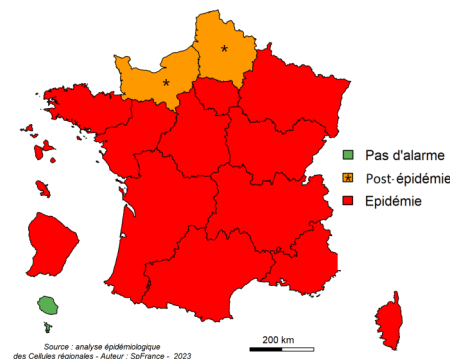 Pas d'alarme
Post-épidémie
Epidémie
200 km
Source : analyse épidémiologique
des Cellules régionales - Auteur : SpFrance - 2023